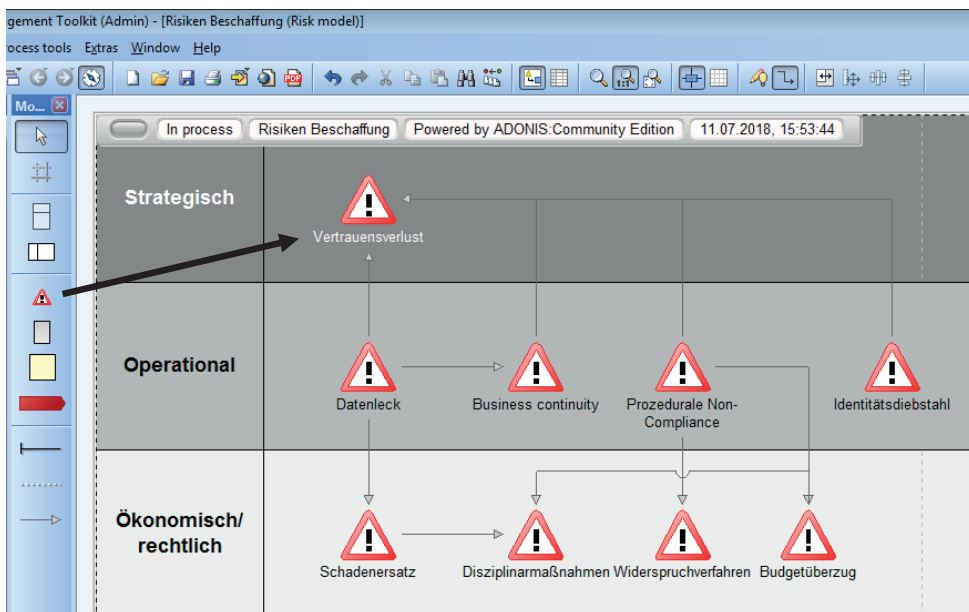 gement Toolkit (Admin) - [Risiken Beschaffung (Risk model)]
rocess tools Extras Window Help
Mo...
In process Risiken Beschaffung Powered by ADONIS:Community Edition 11.07.2018, 15:53:44
Strategisch
Vertrauensverlust
Operational
Datenleck
Business continuity
Prozedurale Non-
Compliance
Identitätsdiebstahl
Ökonomisch/
rechtlich
Schadenersatz
Disziplinarmaßnahmen
Widerspruchverfahren
Budgetüberzug